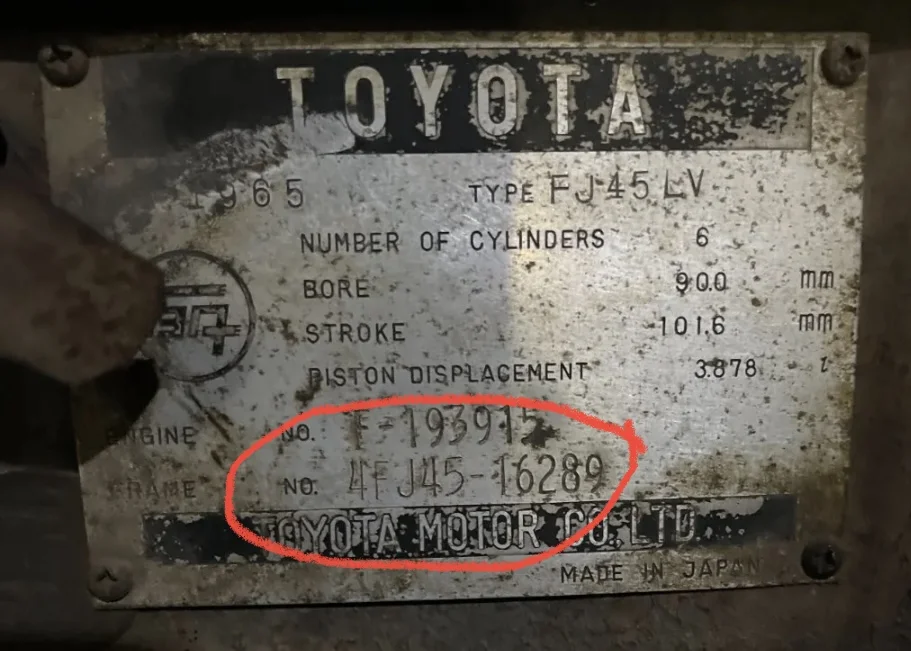 TOYOTA
1965 TYPE FJ45LV
NUMBER OF CYLINDERS 6
BORE 90.0 mm
STROKE 101.6 mm
PISTON DISPLACEMENT 3.878 l
ENGINE NO. F-193915
FRAME NO. 4FJ45-16289
TOYOTA MOTOR CO., LTD.
MADE IN JAPAN